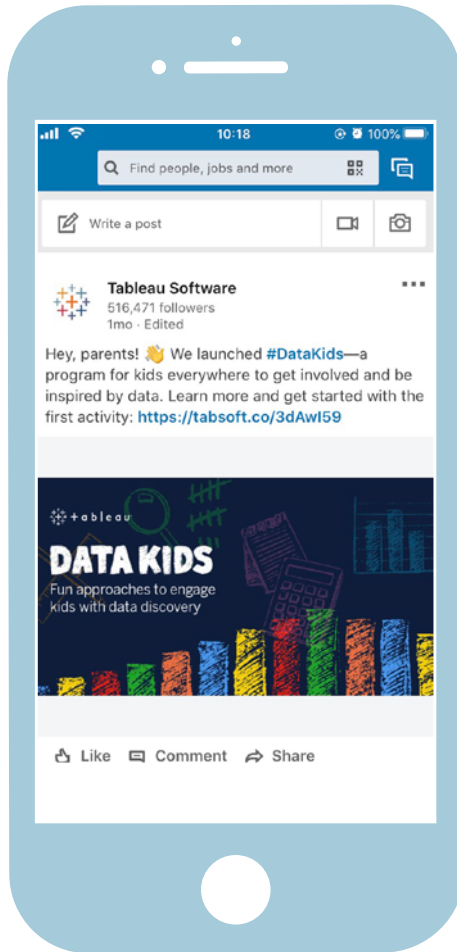 10:18
100%
Find people, jobs and more
Write a post
Tableau Software
516,471 followers
1mo · Edited
Hey, parents! 👋 We launched #DataKids—a
program for kids everywhere to get involved and be
inspired by data. Learn more and get started with the
first activity: https://tabsoft.co/3dAwI59
+ableau
DATA KIDS
Fun approaches to engage
kids with data discovery
Like Comment Share